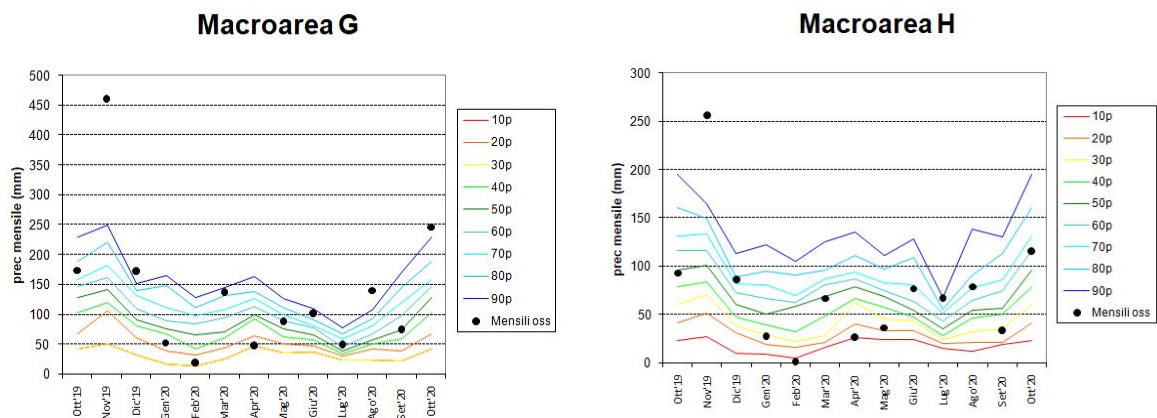 Macroarea G
prec mensile (mm)
500
450
400
350
300
250
200
150
100
50
0
Ott'19
Nov'19
Dic'19
Gen'20
Feb'20
Mar'20
Apr'20
Mag'20
Giu'20
Lug'20
Ago'20
Set'20
Ott'20
10p
20p
30p
40p
50p
60p
70p
80p
90p
Mensili oss
Macroarea H
prec mensile (mm)
300
250
200
150
100
50
0
Ott'19
Nov'19
Dic'19
Gen'20
Feb'20
Mar'20
Apr'20
Mag'20
Giu'20
Lug'20
Ago'20
Set'20
Ott'20
10p
20p
30p
40p
50p
60p
70p
80p
90p
Mensili oss